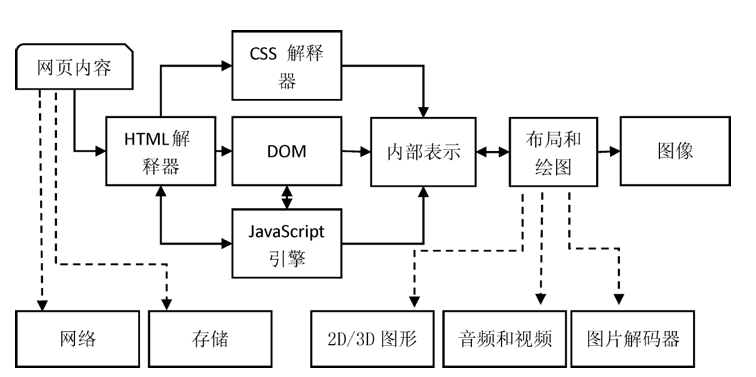 网页内容
CSS 解释
器
HTML解
释器
DOM
内部表示
布局和
绘图
图像
JavaScript
引擎
网络
存储
2D/3D 图形
音频和视频
图片解码器